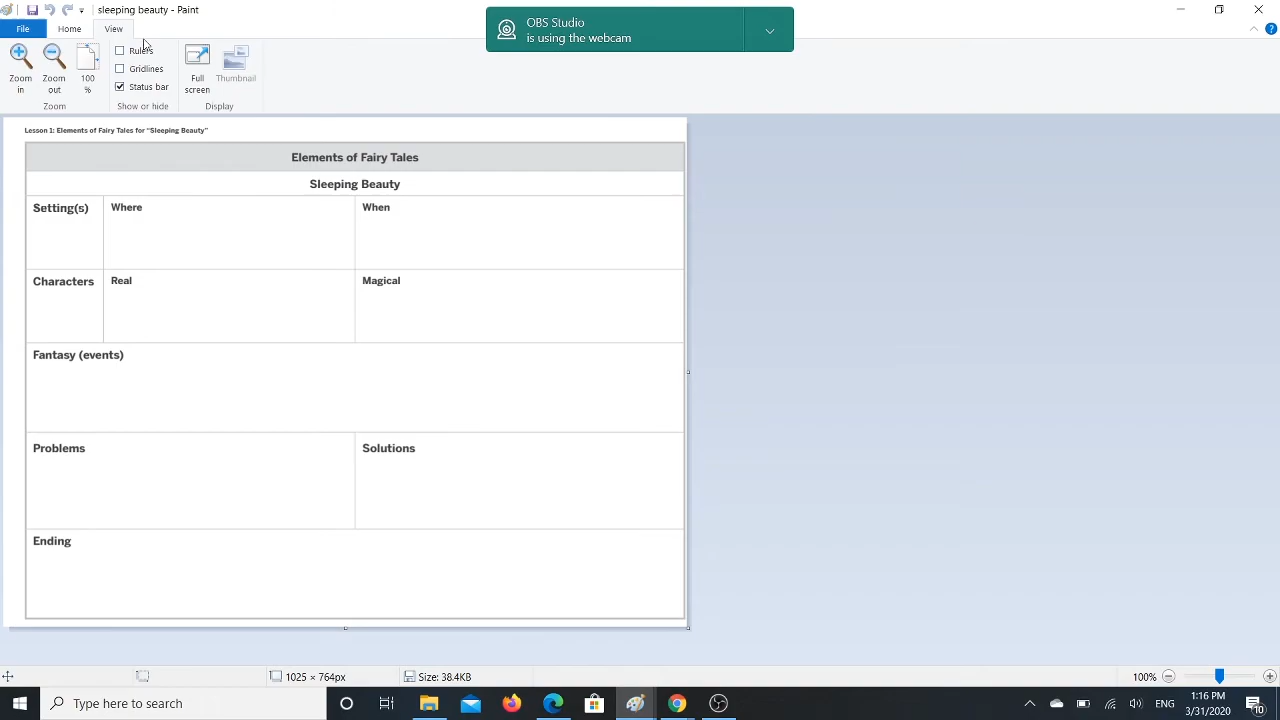 sleeping beauty - Paint
OBS Studio
is using the webcam
File Home View
Rulers
Gridlines
Status bar
Zoom in
Zoom out
100 %
Full screen
Thumbnail
Zoom
Show or hide
Display
Lesson 1: Elements of Fairy Tales for "Sleeping Beauty"
Elements of Fairy Tales
Sleeping Beauty
Setting(s) Where When
Characters Real Magical
Fantasy (events)
Problems Solutions
Ending
1025 × 764px
Size: 38.4KB
100%
Type here to search
ENG
1:16 PM
3/31/2020
10